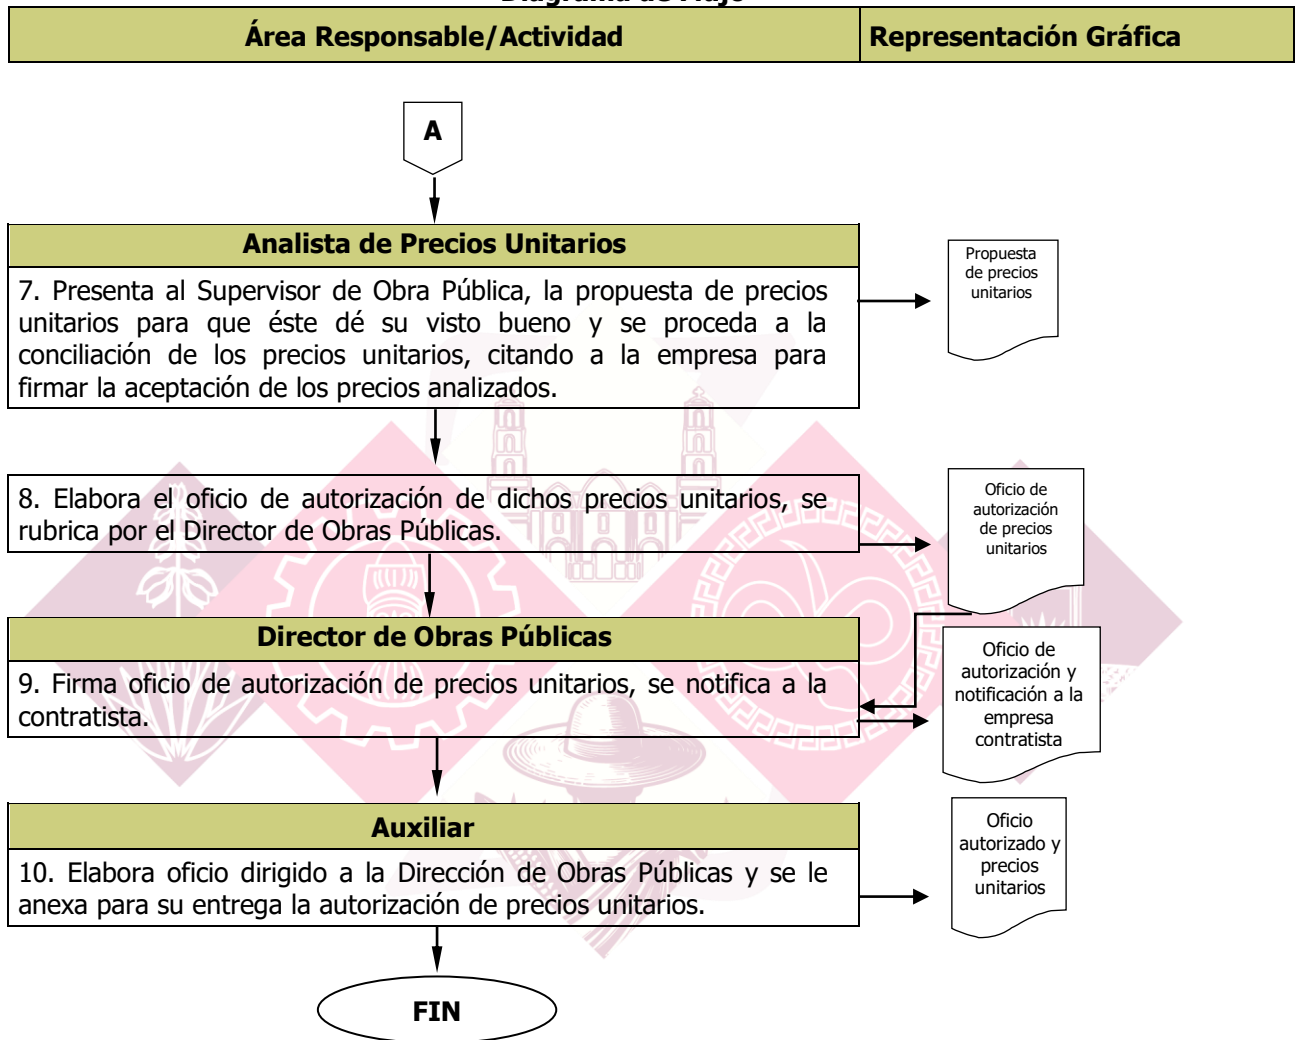 Diagrama de Flujo
Área Responsable/Actividad
Representación Gráfica
A
Analista de Precios Unitarios
7. Presenta al Supervisor de Obra Pública, la propuesta de precios
unitarios para que éste dé su visto bueno y se proceda a la
conciliación de los precios unitarios, citando a la empresa para
firmar la aceptación de los precios analizados.
Propuesta
de precios
unitarios
8. Elabora el oficio de autorización de dichos precios unitarios, se
rubrica por el Director de Obras Públicas.
Oficio de
autorización
de precios
unitarios
Director de Obras Públicas
9. Firma oficio de autorización de precios unitarios, se notifica a la
contratista.
Oficio de
autorización y
notificación a la
empresa
contratista
Auxiliar
10. Elabora oficio dirigido a la Dirección de Obras Públicas y se le
anexa para su entrega la autorización de precios unitarios.
Oficio
autorizado y
precios
unitarios
FIN